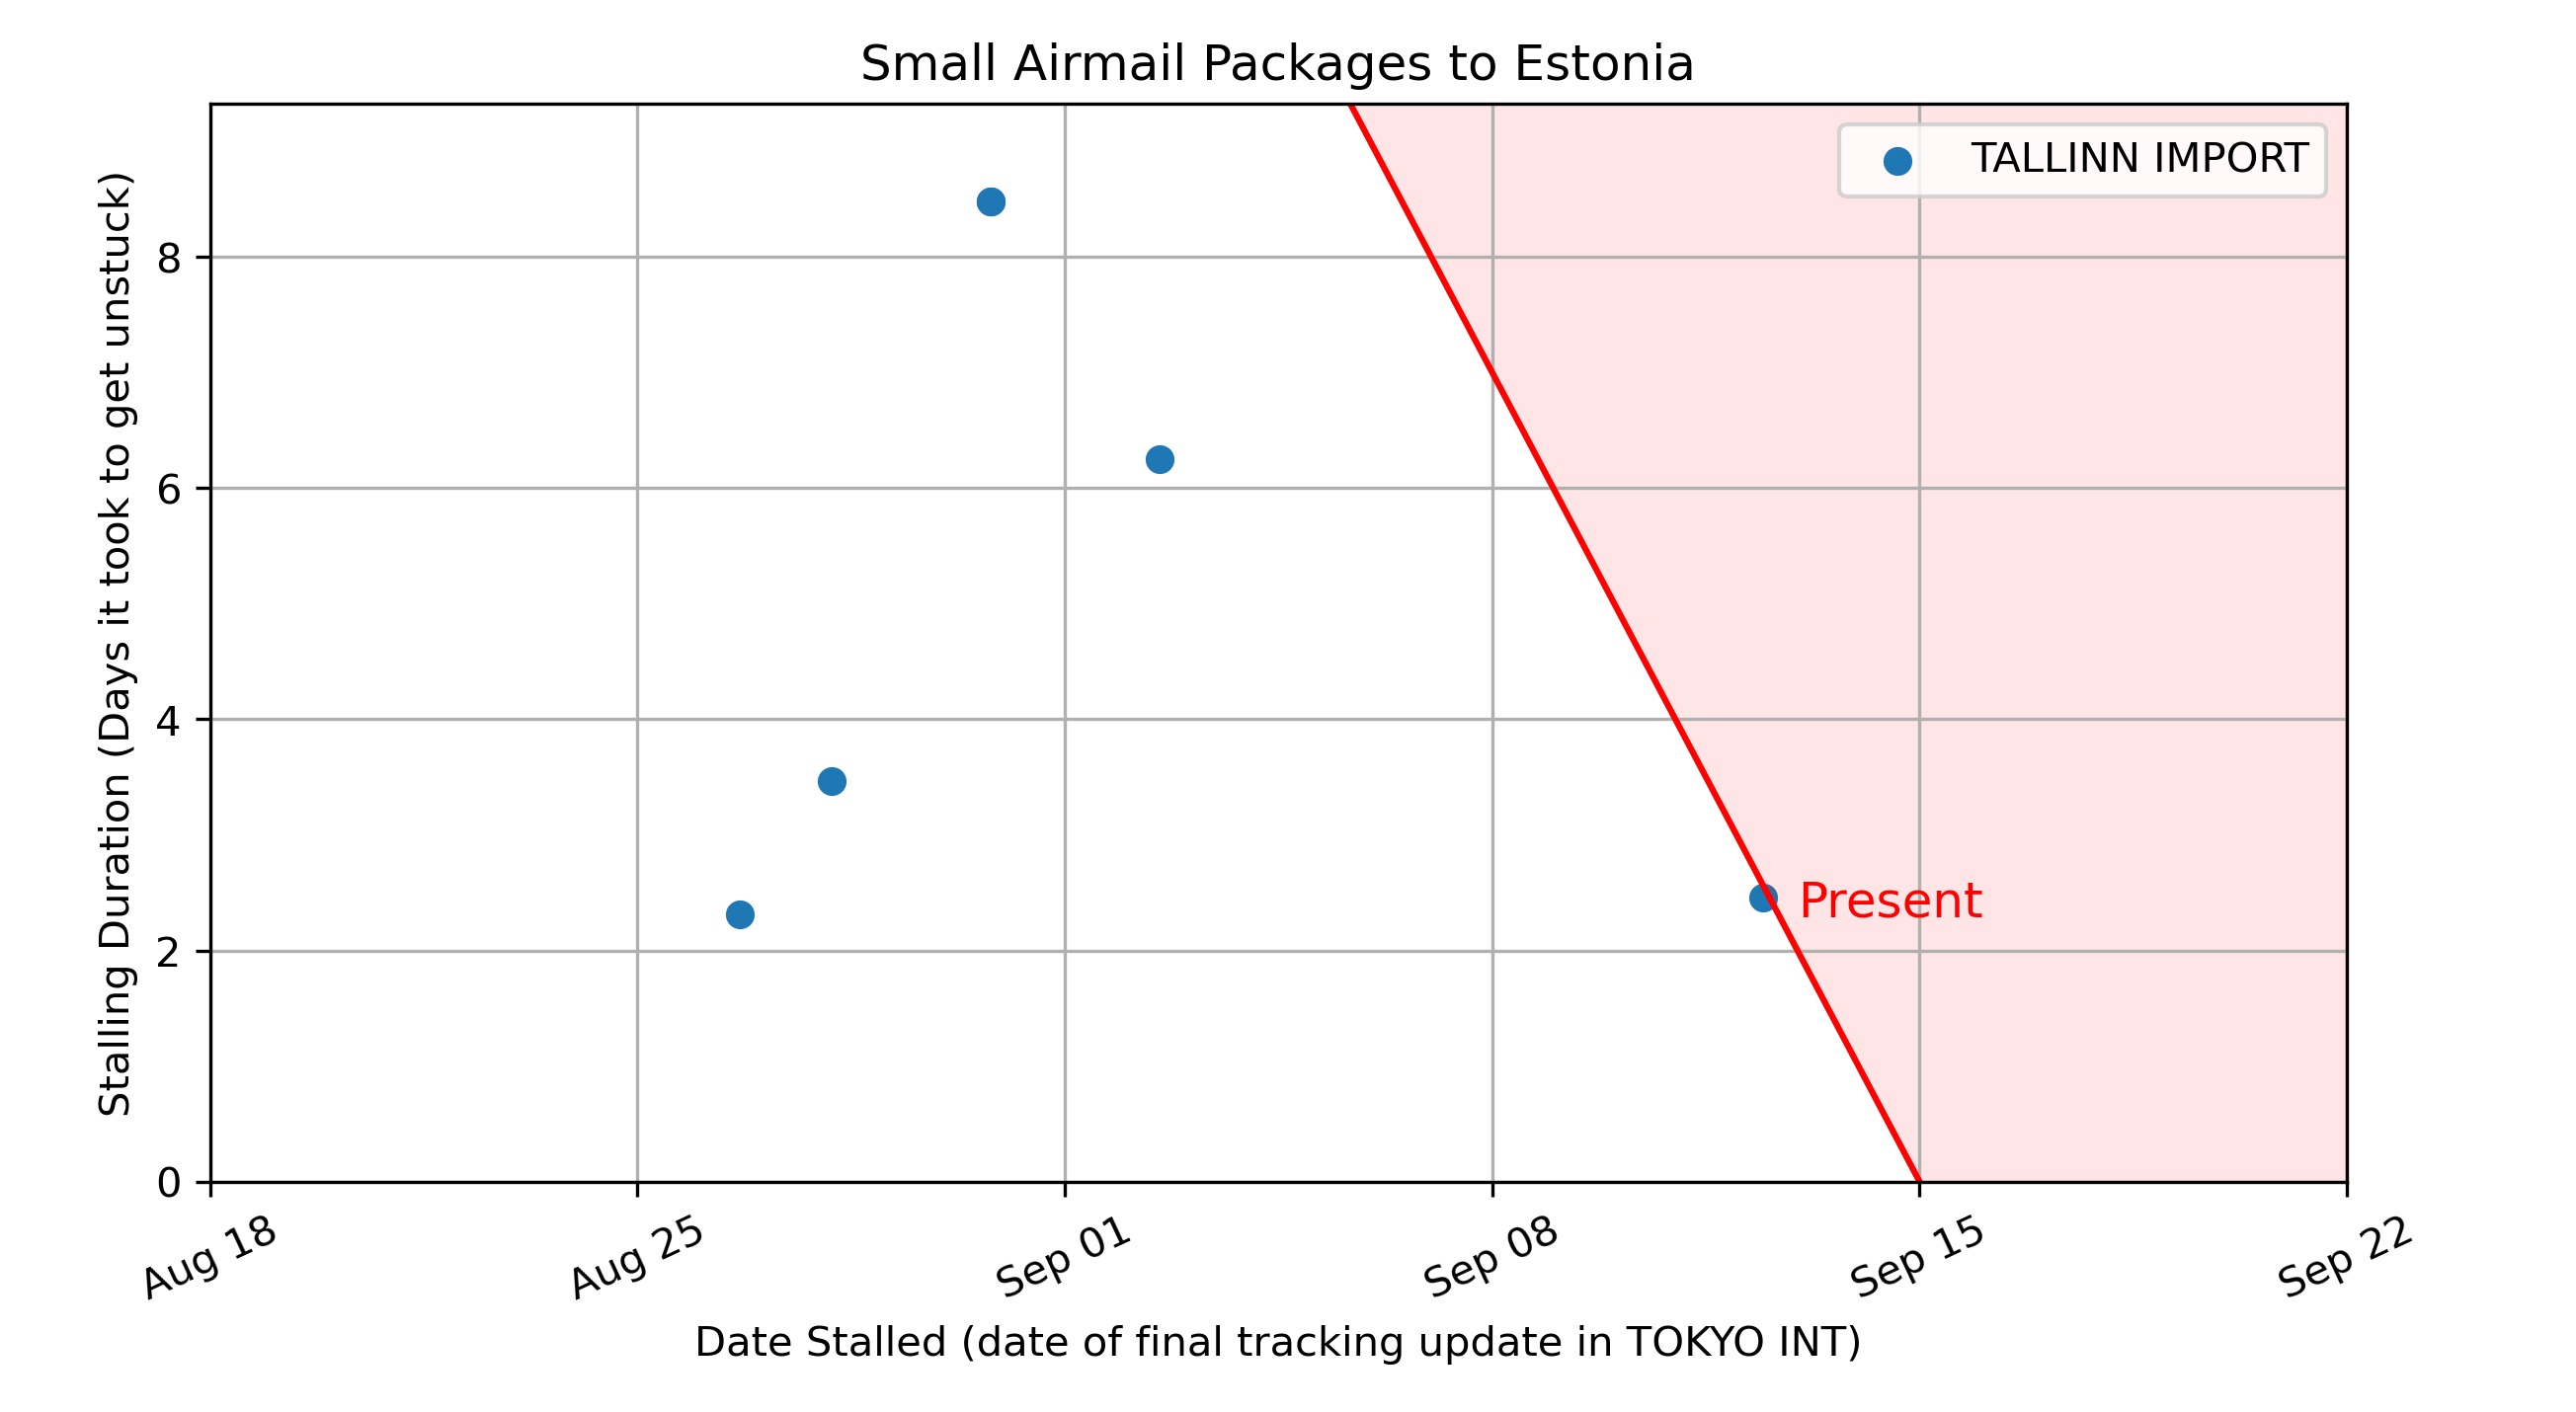 Small Airmail Packages to Estonia
TALLINN IMPORT
Stalling Duration (Days it took to get unstuck)
8
6
4
2
0
Present
Aug 18
Aug 25
Sep 01
Sep 08
Sep 15
Sep 22
Date Stalled (date of final tracking update in TOKYO INT)